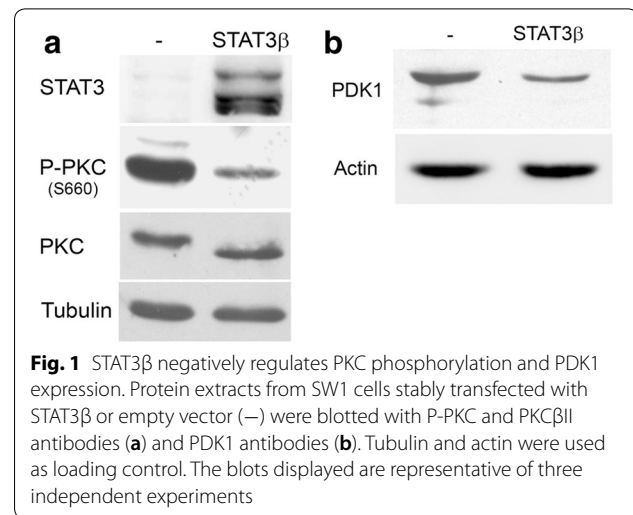 a
- STAT3β
STAT3
P-PKC
(S660)
PKC
Tubulin
b
- STAT3β
PDK1
Actin
Fig. 1 STAT3β negatively regulates PKC phosphorylation and PDK1
expression. Protein extracts from SW1 cells stably transfected with
STAT3β or empty vector (−) were blotted with P-PKC and PKCβII
antibodies (a) and PDK1 antibodies (b). Tubulin and actin were used
as loading control. The blots displayed are representative of three
independent experiments